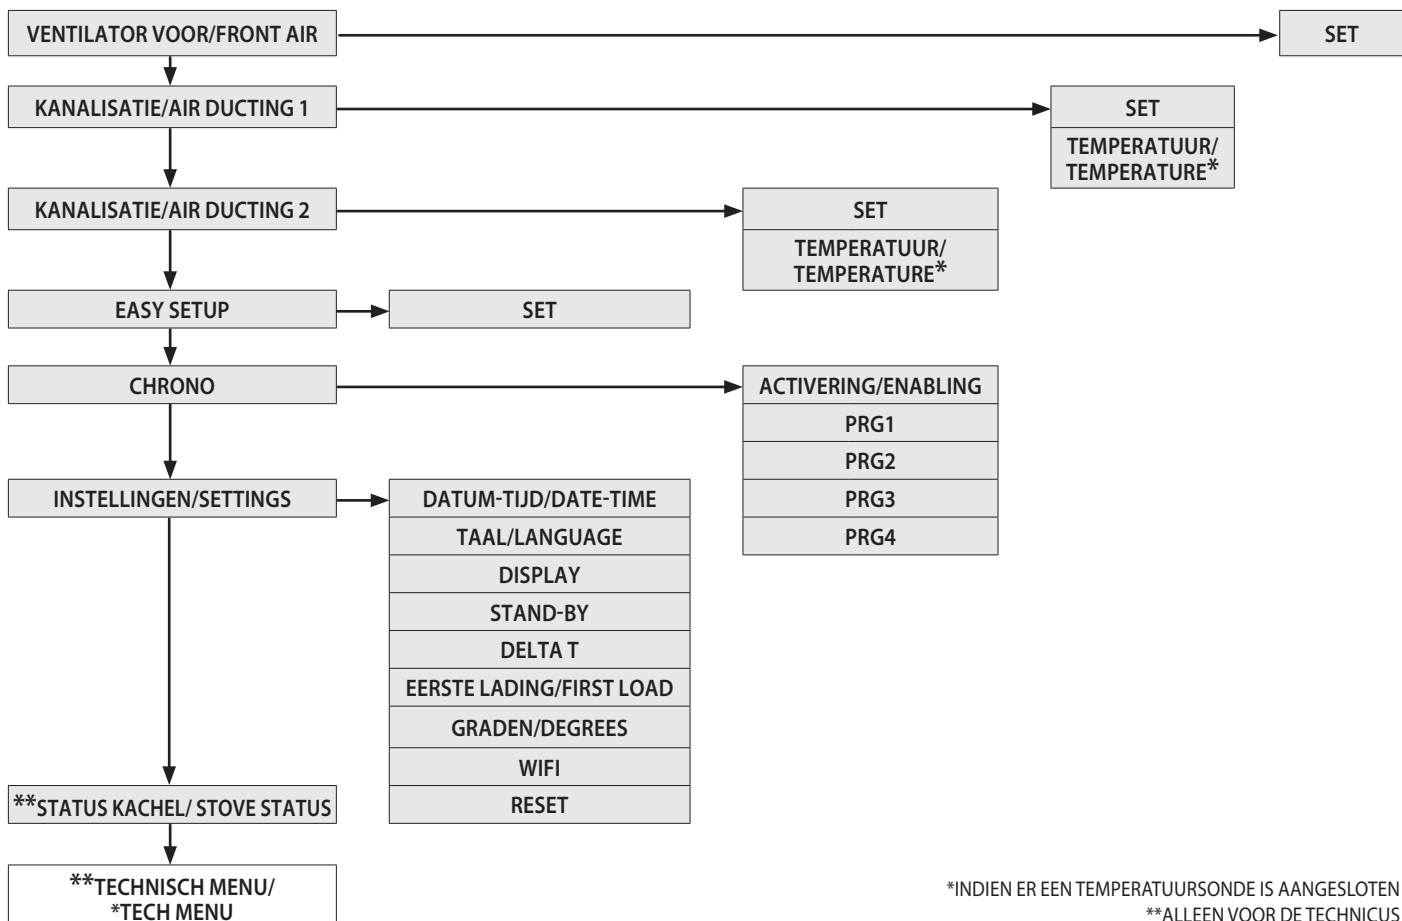 VENTILATOR VOOR/FRONT AIR
SET
KANALISATIE/AIR DUCTING 1
SET
TEMPERATUUR/
TEMPERATURE*
KANALISATIE/AIR DUCTING 2
SET
TEMPERATUUR/
TEMPERATURE*
EASY SETUP
SET
CHRONO
ACTIVERING/ENABLING
PRG1
PRG2
PRG3
PRG4
INSTELLINGEN/SETTINGS
DATUM-TIJD/DATE-TIME
TAAL/LANGUAGE
DISPLAY
STAND-BY
DELTA T
EERSTE LADING/FIRST LOAD
GRADEN/DEGREES
WIFI
RESET
**STATUS KACHEL/ STOVE STATUS
**TECHNISCH MENU/
*TECH MENU
*INDIEN ER EEN TEMPERATUURSONDE IS AANGESLOTEN
**ALLEEN VOOR DE TECHNICUS